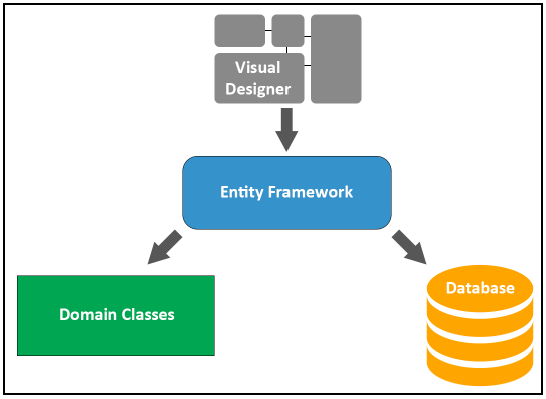 Visual
Designer
Entity Framework
Domain Classes
Database